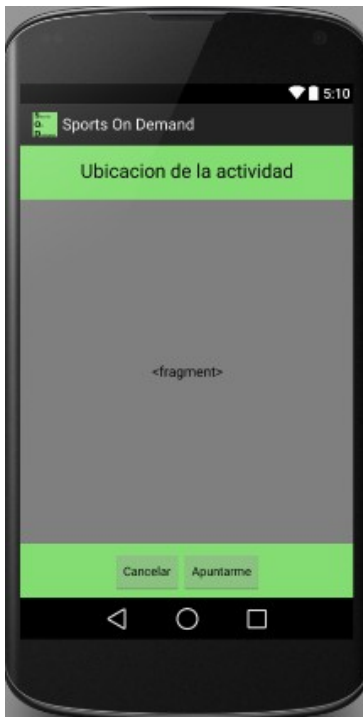 5:10
Sports On Demand
Ubicacion de la actividad
<fragment>
Cancelar Apuntarme